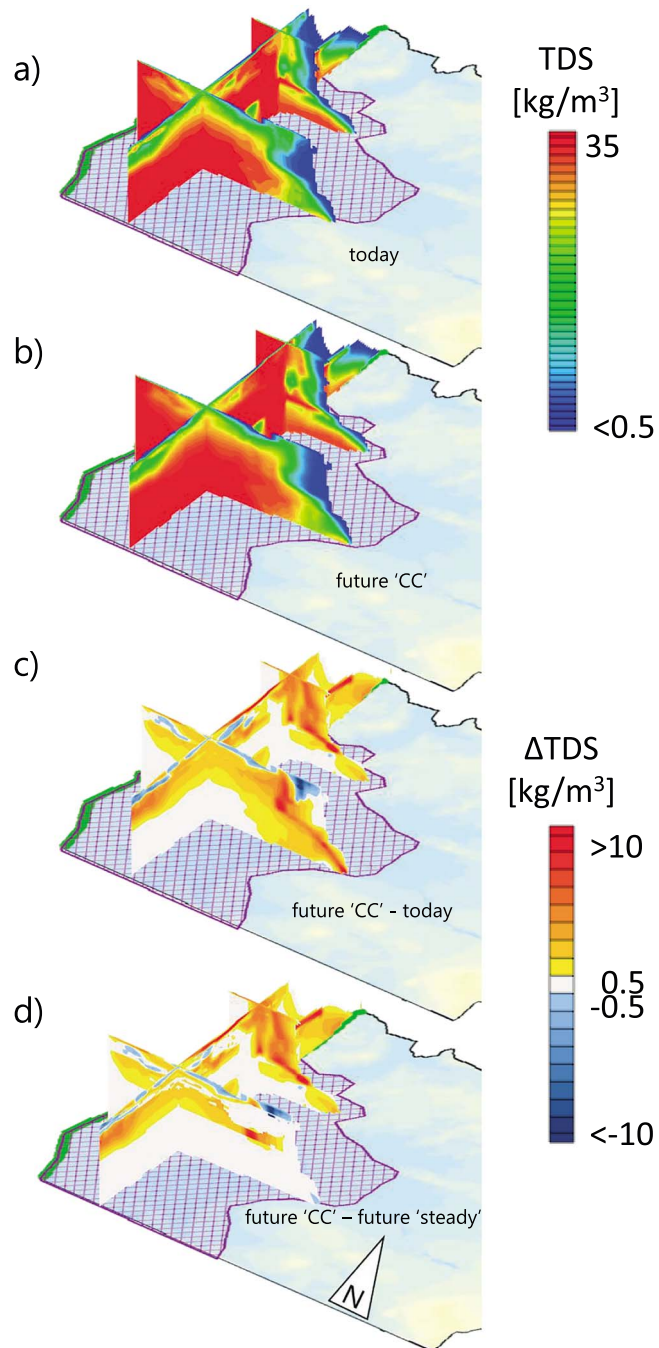 a)
TDS
[kg/m³]
35
<0.5
today
b)
future 'CC'
c)
ΔTDS
[kg/m³]
>10
0.5
-0.5
<-10
future 'CC' - today
d)
future 'CC' – future 'steady'
N